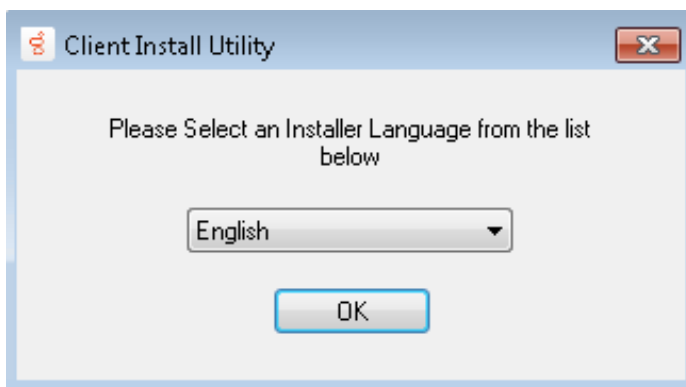 Client Install Utility
Please Select an Installer Language from the list
below
English
OK